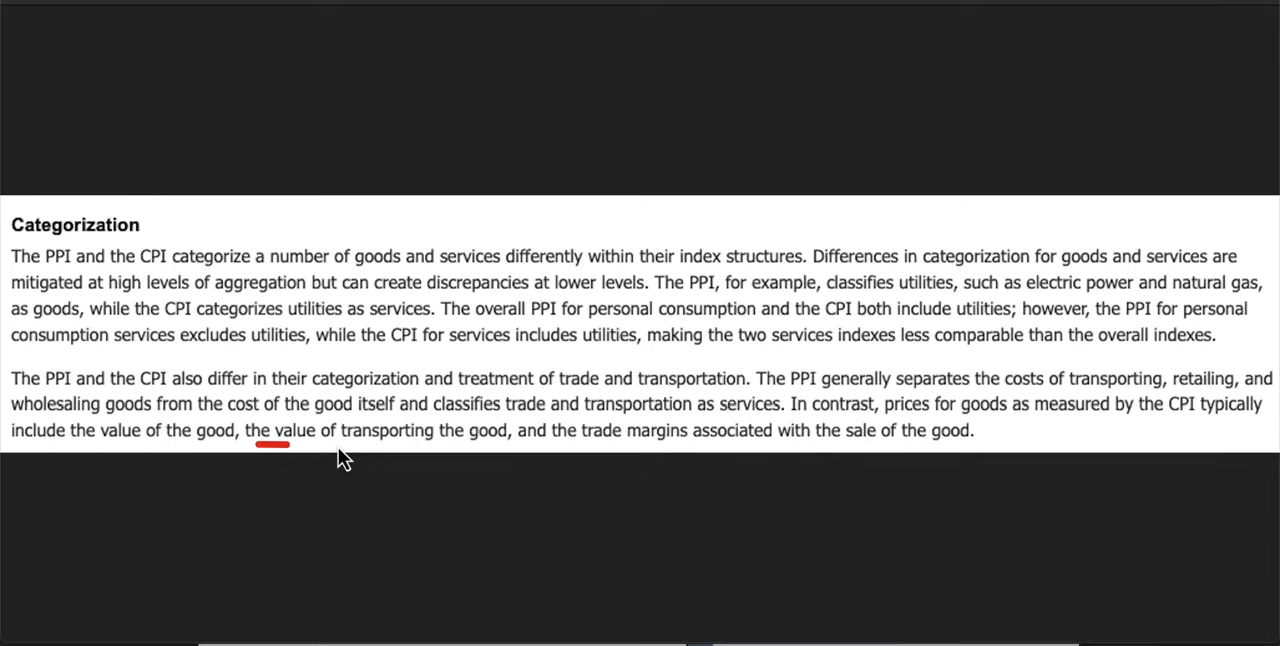 Categorization
The PPI and the CPI categorize a number of goods and services differently within their index structures. Differences in categorization for goods and services are
mitigated at high levels of aggregation but can create discrepancies at lower levels. The PPI, for example, classifies utilities, such as electric power and natural gas,
as goods, while the CPI categorizes utilities as services. The overall PPI for personal consumption and the CPI both include utilities; however, the PPI for personal
consumption services excludes utilities, while the CPI for services includes utilities, making the two services indexes less comparable than the overall indexes.
The PPI and the CPI also differ in their categorization and treatment of trade and transportation. The PPI generally separates the costs of transporting, retailing, and
wholesaling goods from the cost of the good itself and classifies trade and transportation as services. In contrast, prices for goods as measured by the CPI typically
include the value of the good, the value of transporting the good, and the trade margins associated with the sale of the good.